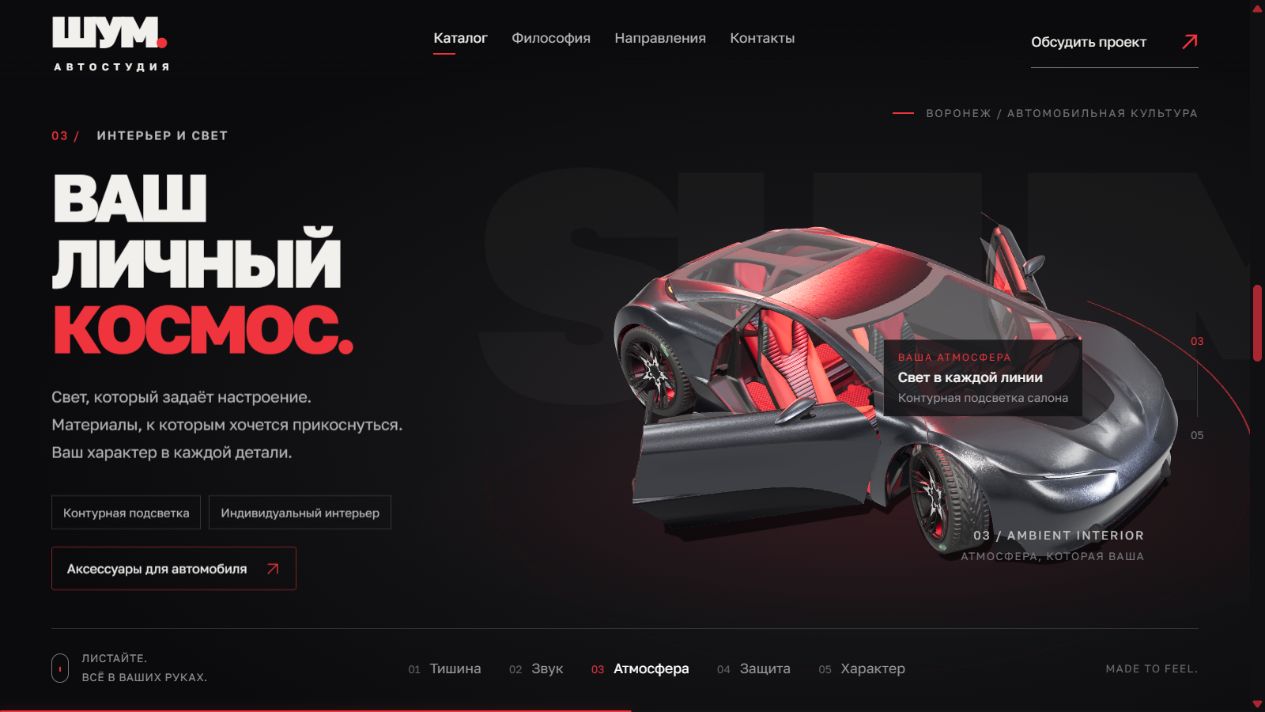 ШУМ.
АВТОСТУДИЯ
Каталог
Философия
Направления
Контакты
Обсудить проект
ВОРОНЕЖ / АВТОМОБИЛЬНАЯ КУЛЬТУРА
03 / ИНТЕРЬЕР И СВЕТ
ВАШ
ЛИЧНЫЙ
КОСМОС.
Свет, который задаёт настроение.
Материалы, к которым хочется прикоснуться.
Ваш характер в каждой детали.
Контурная подсветка
Индивидуальный интерьер
Аксессуары для автомобиля
ВАША АТМОСФЕРА
Свет в каждой линии
Контурная подсветка салона
03
05
03 / AMBIENT INTERIOR
АТМОСФЕРА, КОТОРАЯ ВАША
ЛИСТАЙТЕ.
ВСЁ В ВАШИХ РУКАХ.
01 Тишина
02 Звук
03 Атмосфера
04 Защита
05 Характер
MADE TO FEEL.